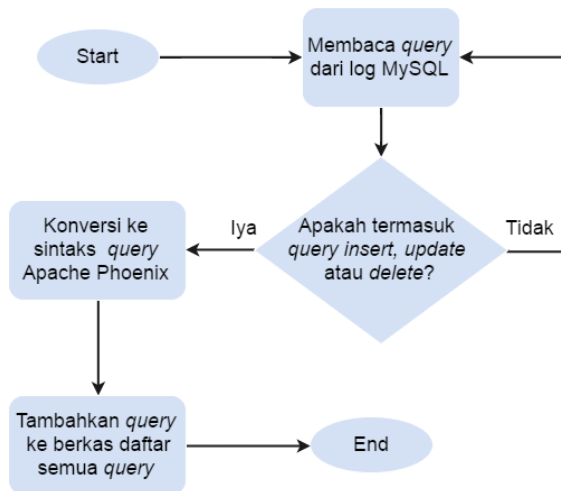 Start
Membaca query
dari log MySQL
Apakah termasuk
query insert, update
atau delete?
Iya
Tidak
Konversi ke
sintaks query
Apache Phoenix
Tambahkan query
ke berkas daftar
semua query
End